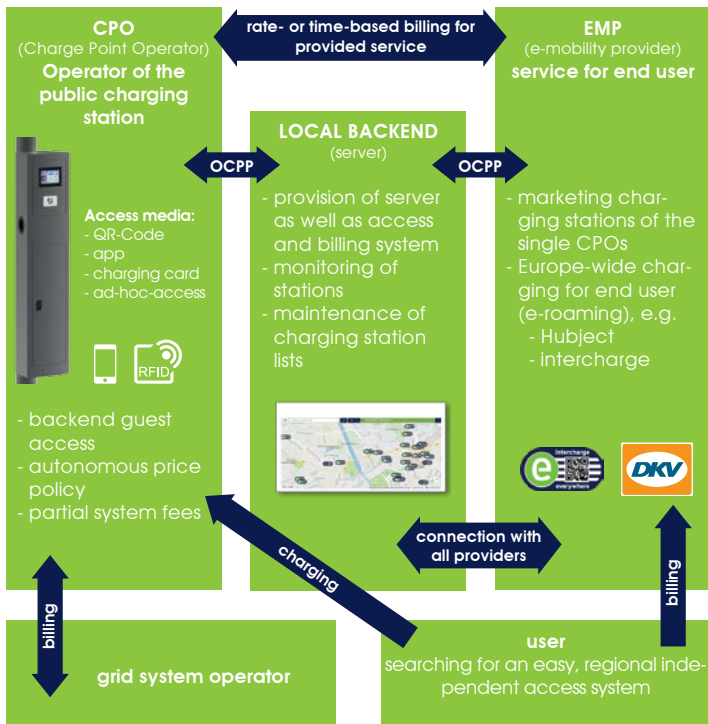 CPO
(Charge Point Operator)
Operator of the
public charging
station
rate- or time-based billing for
provided service
EMP
(e-mobility provider)
service for end user
LOCAL BACKEND
(server)
OCPP
OCPP
Access media:
- QR-Code
- app
- charging card
- ad-hoc-access
RFID
- backend guest
access
- autonomous price
policy
- partial system fees
- provision of server
as well as access
and billing system
- monitoring of
stations
- maintenance of
charging station
lists
- marketing char-
ging stations of the
single CPOs
- Europe-wide char-
ging for end user
(e-roaming), e.g.
- Hubject
- intercharge
intercharge
e
everywhere
DKV
connection with
all providers
charging
billing
billing
grid system operator
user
searching for an easy, regional inde-
pendent access system